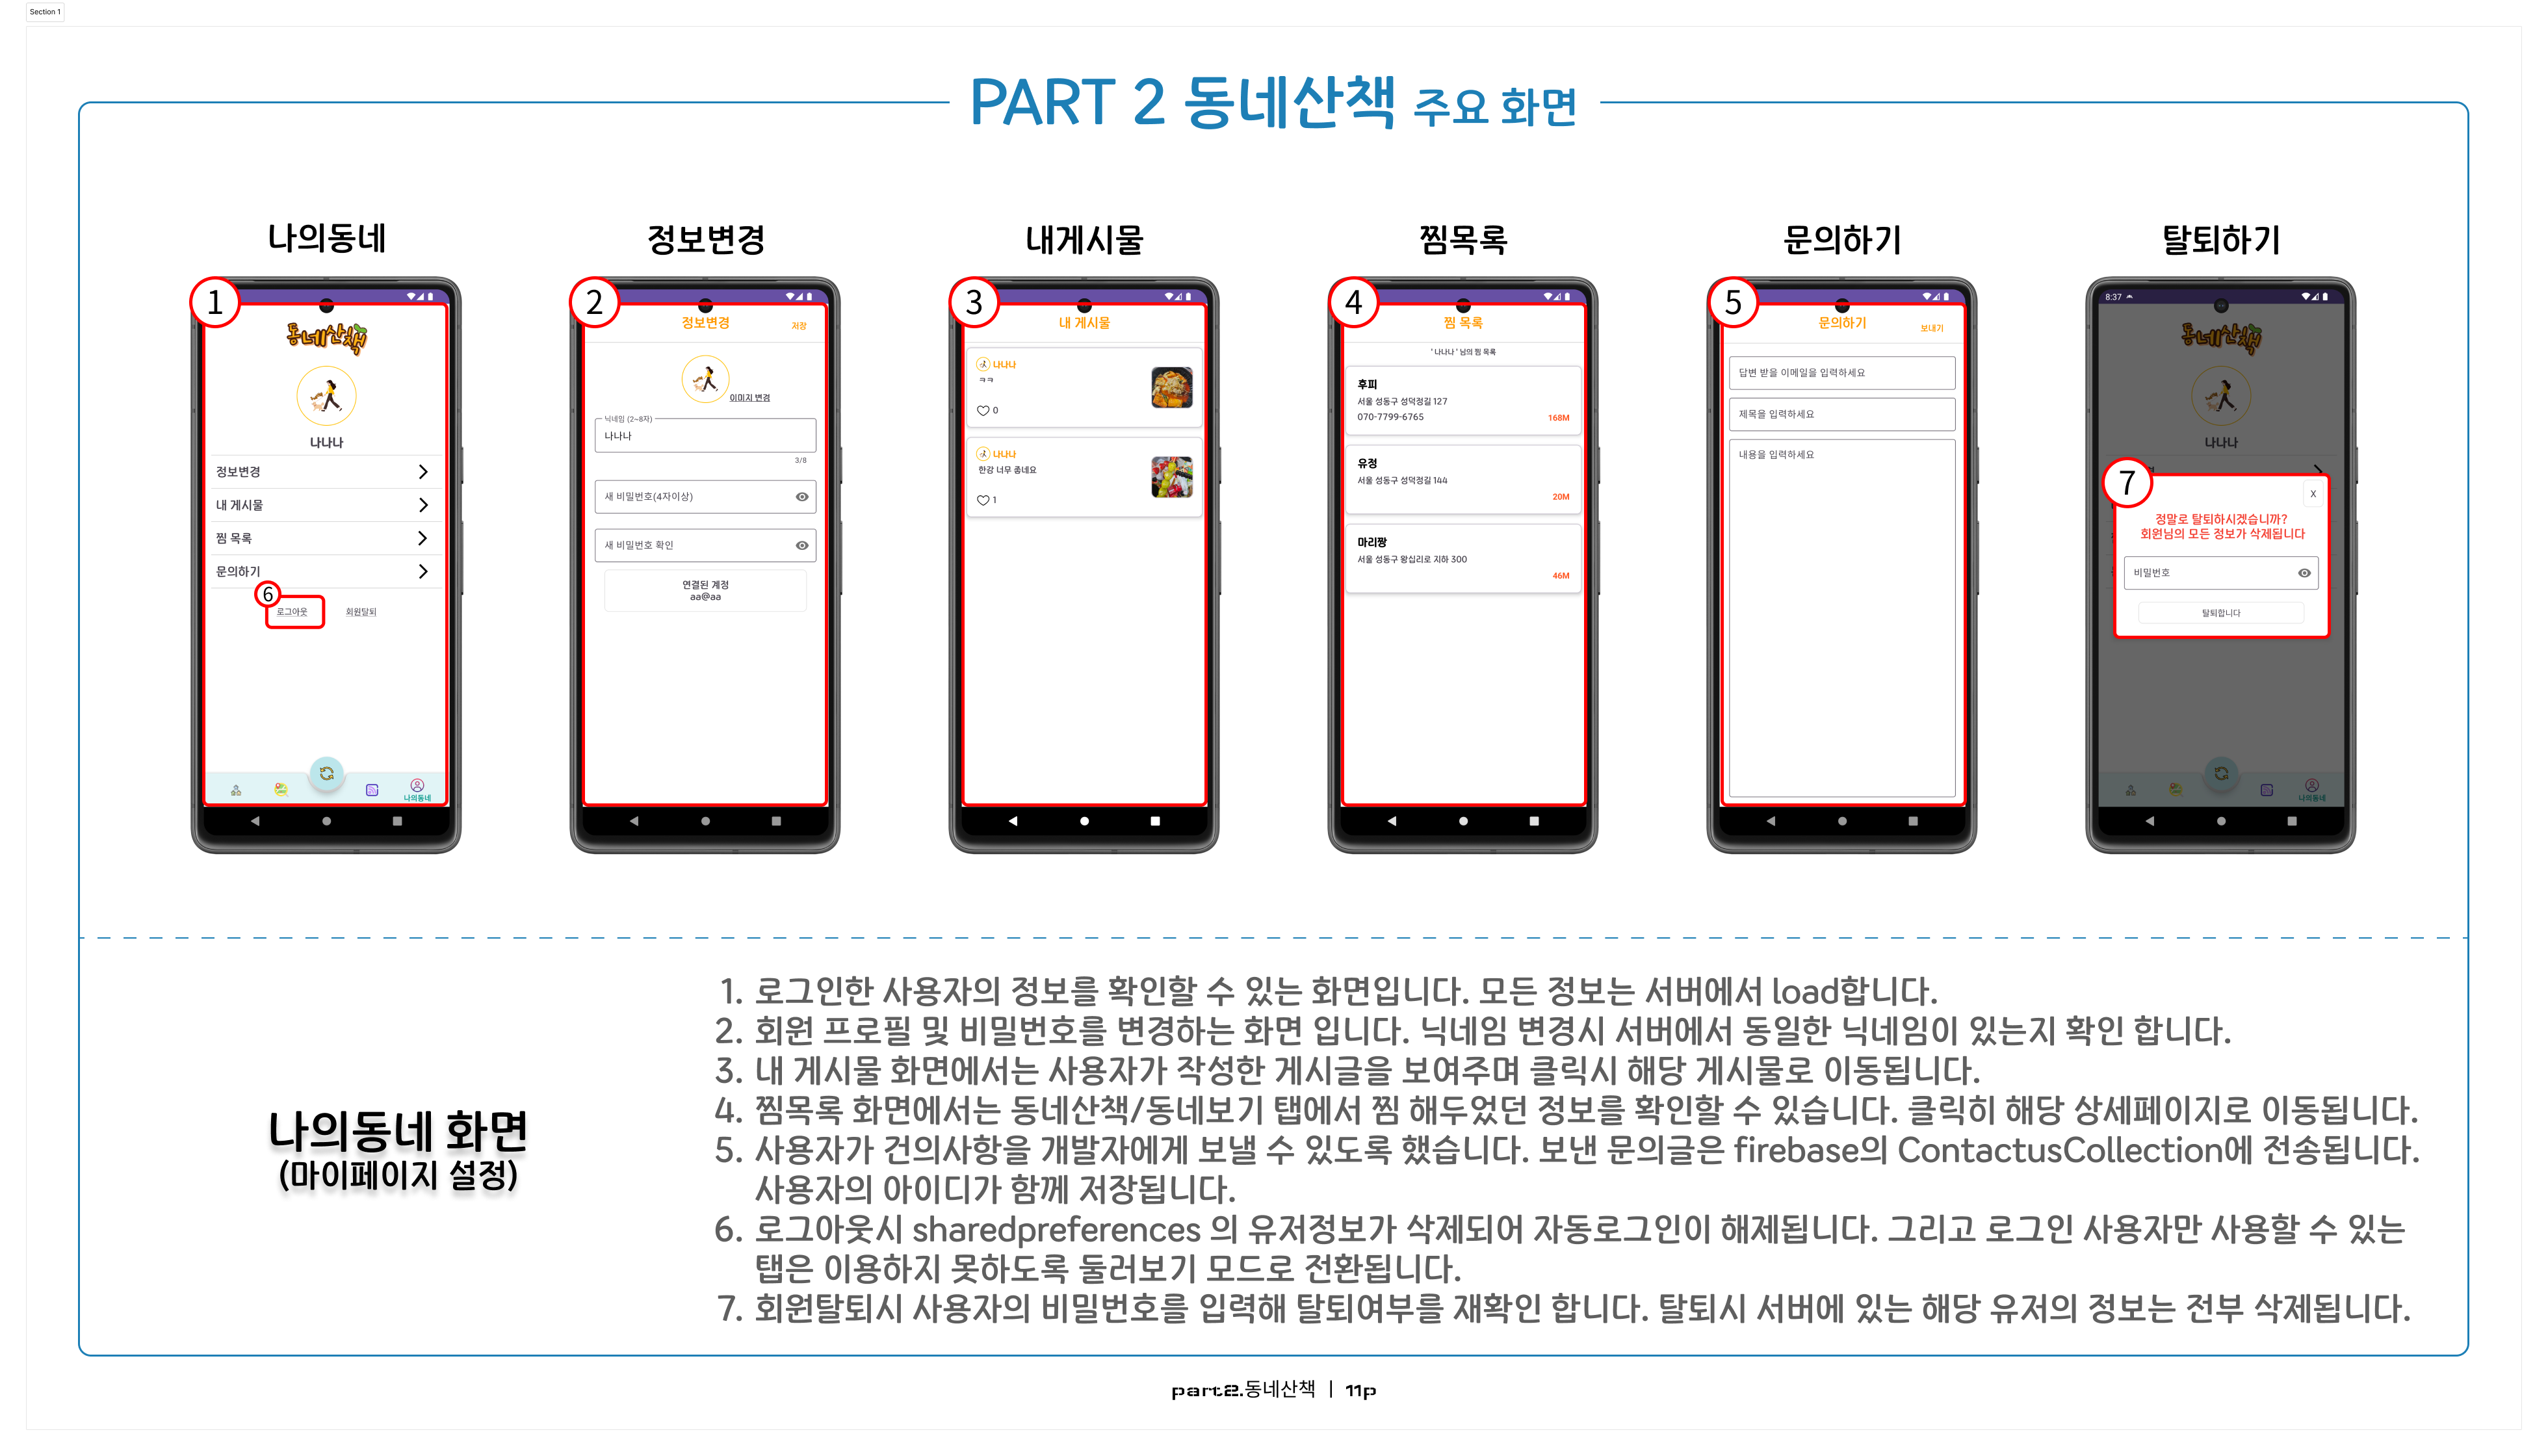 Section 1
PART 2 동네산책 주요 화면
나의동네
정보변경
내게시물
찜목록
문의하기
탈퇴하기
1
동네산책
나나나
정보변경
내 게시물
찜 목록
문의하기
6
로그아웃
회원탈퇴
나의동네
2
정보변경
저장
이미지 변경
닉네임 (2~8자)
나나나
3/8
새 비밀번호(4자이상)
새 비밀번호 확인
연결된 계정
aa@aa
3
내 게시물
나나나
ㅋㅋ
0
나나나
한강 너무 좁네요
1
4
찜 목록
' 나나나 ' 님의 찜 목록
후피
서울 성동구 성덕정길 127
070-7799-6765
168M
유정
서울 성동구 성덕정길 144
20M
마리짱
서울 성동구 왕십리로 지하 300
46M
5
문의하기
보내기
답변 받을 이메일을 입력하세요
제목을 입력하세요
내용을 입력하세요
8:37
동네산책
나나나
7
X
정말로 탈퇴하시겠습니까?
회원님의 모든 정보가 삭제됩니다
비밀번호
탈퇴합니다
나의동네
나의동네 화면
(마이페이지 설정)
1. 로그인한 사용자의 정보를 확인할 수 있는 화면입니다. 모든 정보는 서버에서 load합니다.
2. 회원 프로필 및 비밀번호를 변경하는 화면 입니다. 닉네임 변경시 서버에서 동일한 닉네임이 있는지 확인 합니다.
3. 내 게시물 화면에서는 사용자가 작성한 게시글을 보여주며 클릭시 해당 게시물로 이동됩니다.
4. 찜목록 화면에서는 동네산책/동네보기 탭에서 찜 해두었던 정보를 확인할 수 있습니다. 클릭히 해당 상세페이지로 이동됩니다.
5. 사용자가 건의사항을 개발자에게 보낼 수 있도록 했습니다. 보낸 문의글은 firebase의 ContactusCollection에 전송됩니다.
사용자의 아이디가 함께 저장됩니다.
6. 로그아웃시 sharedpreferences 의 유저정보가 삭제되어 자동로그인이 해제됩니다. 그리고 로그인 사용자만 사용할 수 있는
탭은 이용하지 못하도록 둘러보기 모드로 전환됩니다.
7. 회원탈퇴시 사용자의 비밀번호를 입력해 탈퇴여부를 재확인 합니다. 탈퇴시 서버에 있는 해당 유저의 정보는 전부 삭제됩니다.
part2.동네산책 | 11p